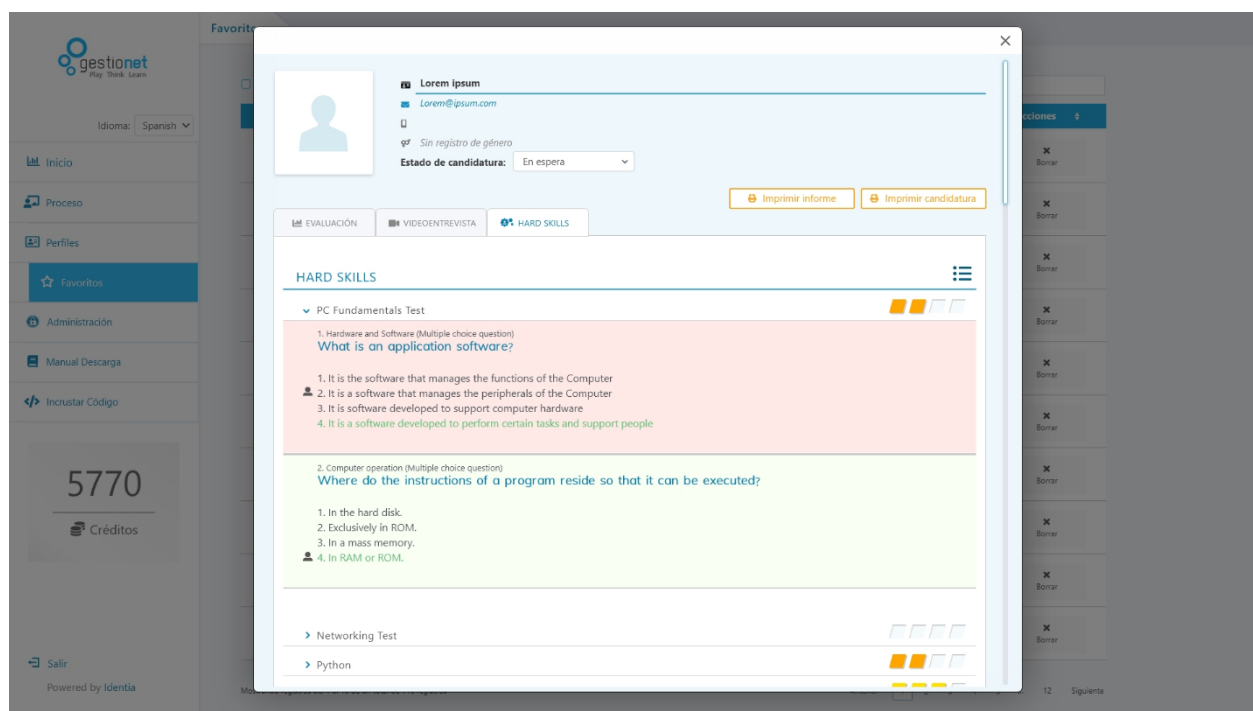 gestionet
Play Think Learn
Idioma: Spanish
Inicio
Proceso
Perfiles
Favoritos
Administración
Manual Descarga
Incrustar Código
5770
Créditos
Salir
Powered by Identia
Favorito
×
Lorem ipsum
Lorem@ipsum.com
Sin registro de género
Estado de candidatura: En espera
Imprimir informe
Imprimir candidatura
EVALUACIÓN
VIDEOENTREVISTA
HARD SKILLS
HARD SKILLS
PC Fundamentals Test
1. Hardware and Software (Multiple choice question)
What is an application software?
1. It is the software that manages the functions of the Computer
2. It is a software that manages the peripherals of the Computer
3. It is software developed to support computer hardware
4. It is a software developed to perform certain tasks and support people
2. Computer operation (Multiple choice question)
Where do the instructions of a program reside so that it can be executed?
1. In the hard disk.
2. Exclusively in ROM.
3. In a mass memory.
4. In RAM or ROM.
Networking Test
Python
cciones
Borrar
Borrar
Borrar
Borrar
Borrar
Borrar
Borrar
Borrar
Borrar
Borrar
12 Siguiente